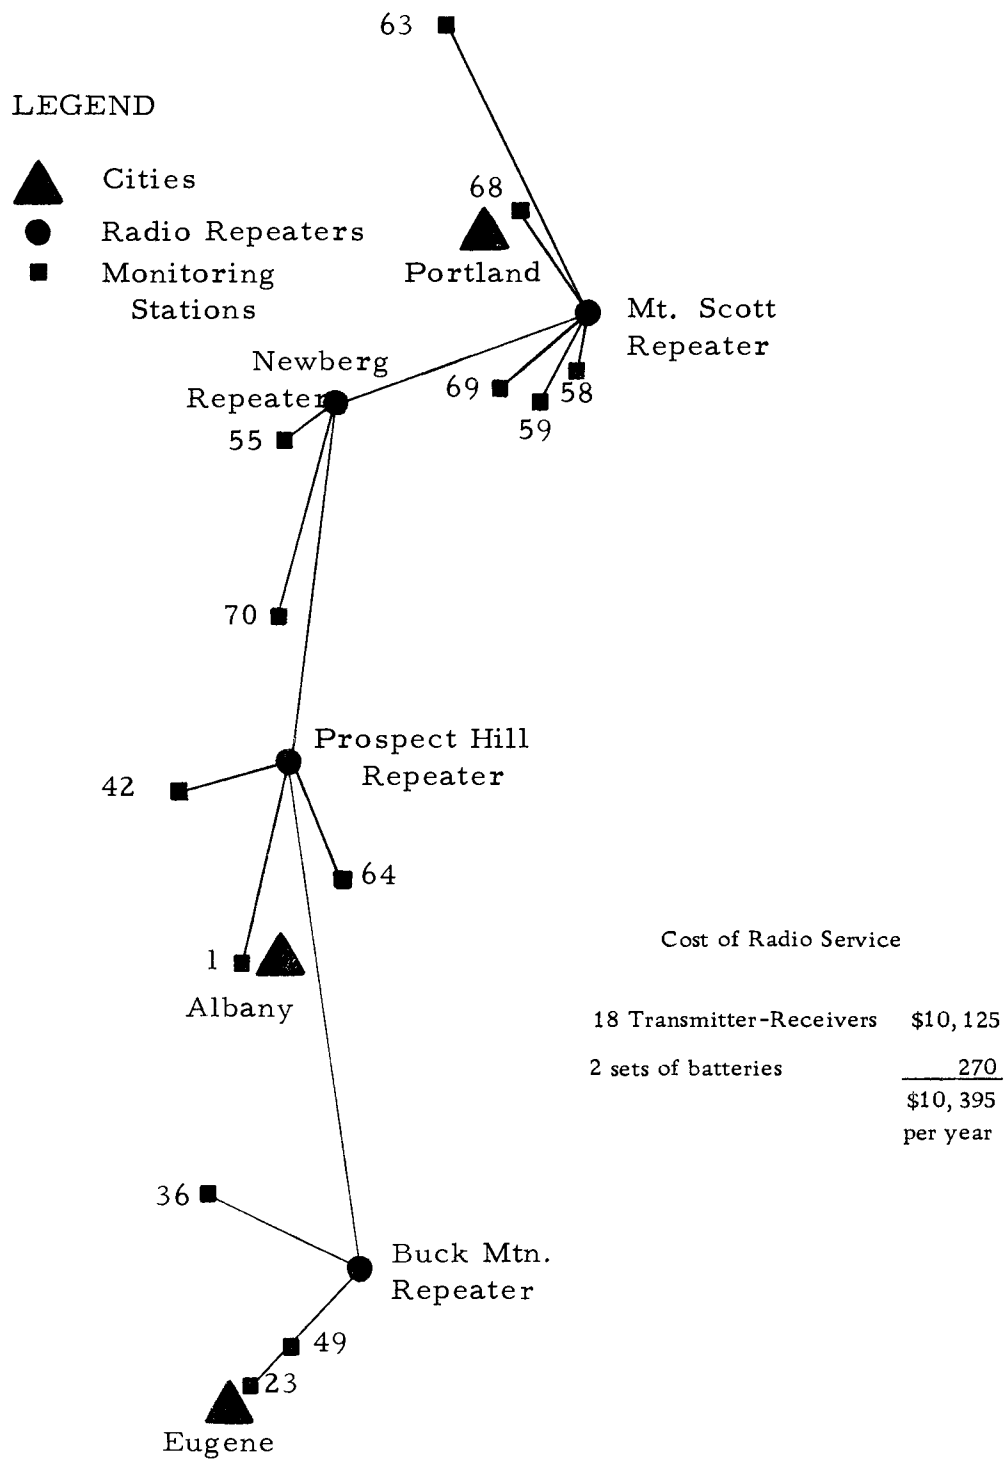 63
LEGEND
Cities
Radio Repeaters
Monitoring
Stations
68
Portland
Mt. Scott
Repeater
Newberg
Repeater
69
58
59
55
70
Prospect Hill
Repeater
42
64
1
Albany
Cost of Radio Service
18 Transmitter-Receivers $10,125
2 sets of batteries 270
$10,395
per year
36
Buck Mtn.
Repeater
49
23
Eugene